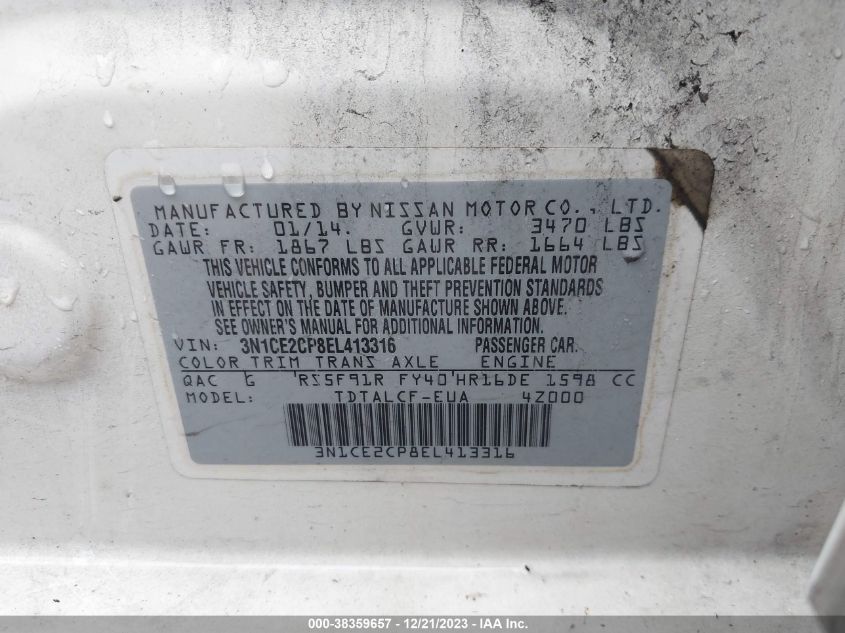 MANUFACTURED BY NISSAN MOTOR CO., LTD.
DATE: 01/14. GVWR: 3470 LBS
GAWR FR: 1867 LBS GAWR RR: 1664 LBS
THIS VEHICLE CONFORMS TO ALL APPLICABLE FEDERAL MOTOR
VEHICLE SAFETY, BUMPER AND THEFT PREVENTION STANDARDS
IN EFFECT ON THE DATE OF MANUFACTURE SHOWN ABOVE.
SEE OWNER'S MANUAL FOR ADDITIONAL INFORMATION.
VIN: 3N1CE2CP8EL413316 PASSENGER CAR.
COLOR TRIM TRANS AXLE ENGINE
QAC G RS5F91R FY40 HR16DE 1598 CC
MODEL: TDTALCF-EUA 4Z000
3N1CE2CP8EL413316
000-38359657 - 12/21/2023 - IAA Inc.